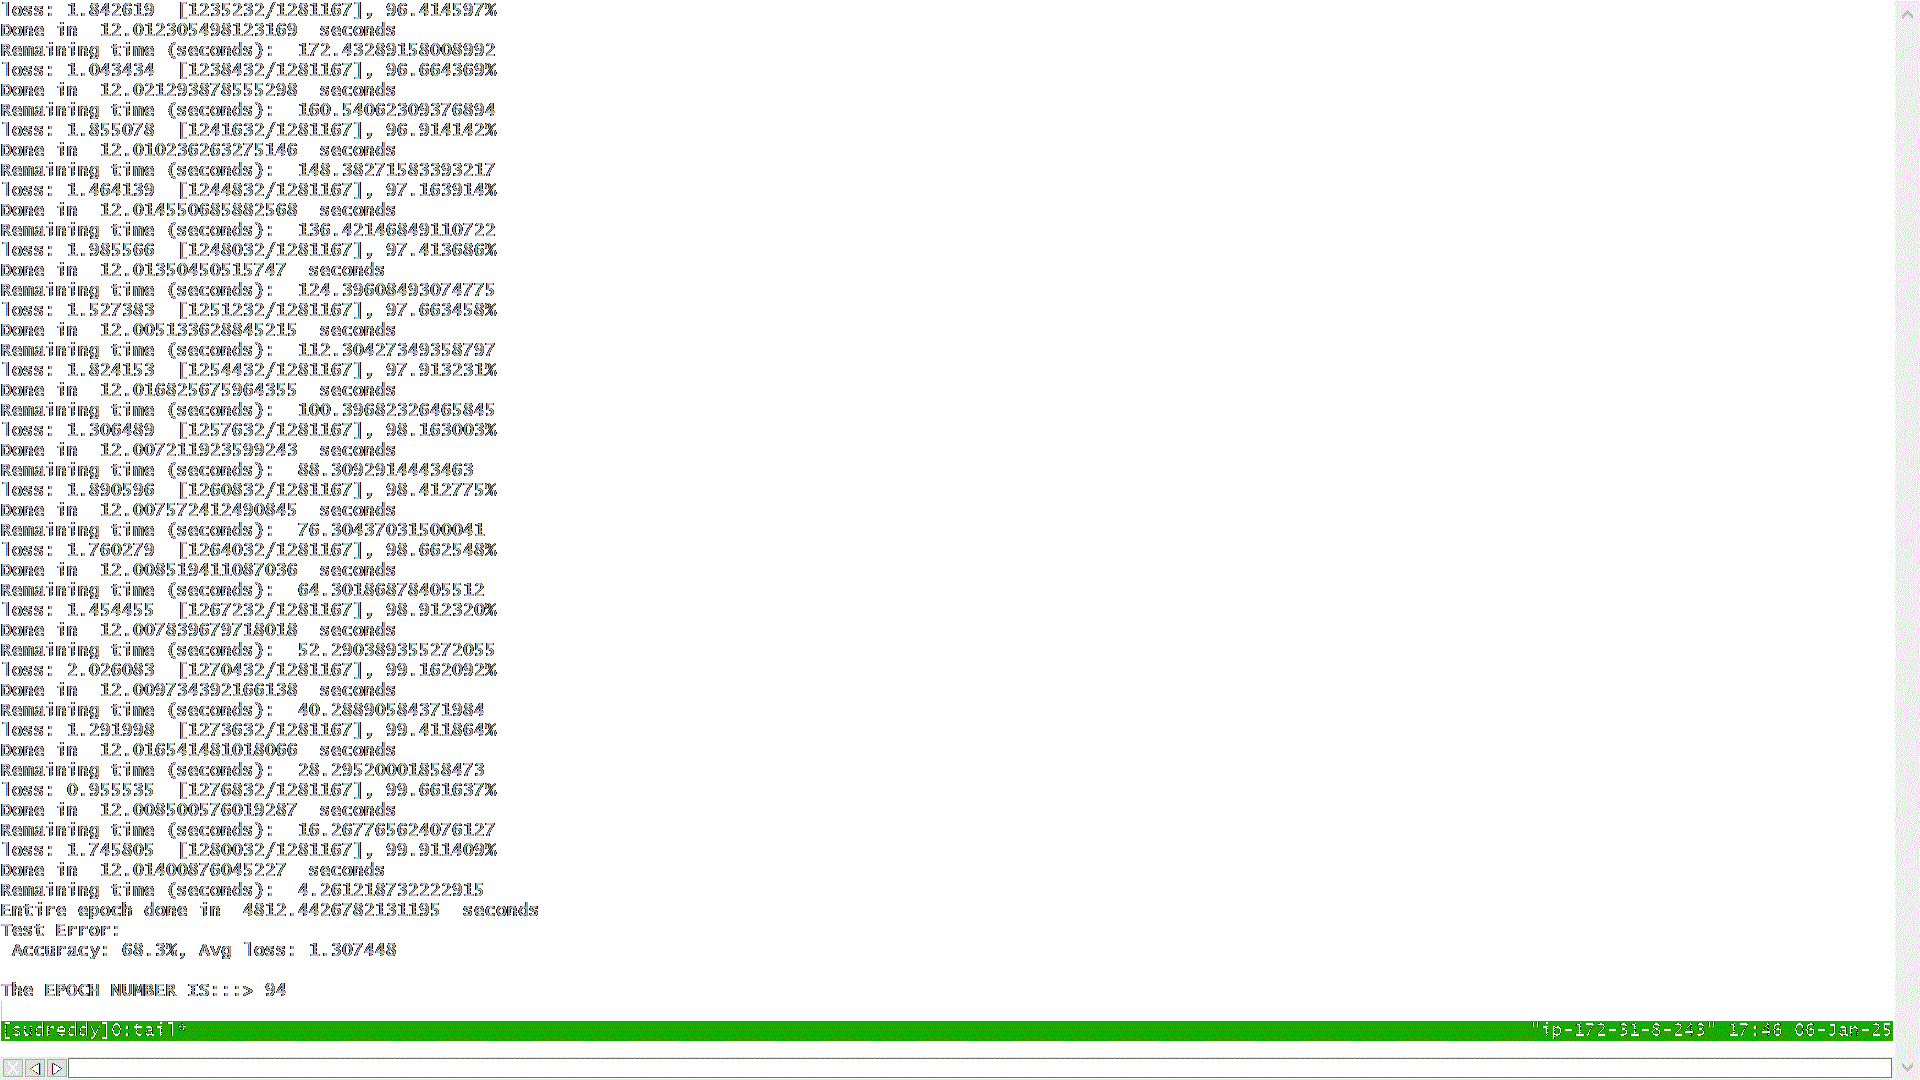 loss: 1.842619  [1235232/1281167], 96.414597%
Done in  12.012305498123169  seconds
Remaining time (seconds):  172.43289158008992
loss: 1.043434  [1238432/1281167], 96.664369%
Done in  12.021293878555298  seconds
Remaining time (seconds):  160.54062309376894
loss: 1.855078  [1241632/1281167], 96.914142%
Done in  12.010236263275146  seconds
Remaining time (seconds):  148.38271583393217
loss: 1.464139  [1244832/1281167], 97.163914%
Done in  12.014550685882568  seconds
Remaining time (seconds):  136.42146849110722
loss: 1.985566  [1248032/1281167], 97.413686%
Done in  12.01350450515747  seconds
Remaining time (seconds):  124.39608493074775
loss: 1.527383  [1251232/1281167], 97.663458%
Done in  12.005133628845215  seconds
Remaining time (seconds):  112.30427349358797
loss: 1.824153  [1254432/1281167], 97.913231%
Done in  12.016825675964355  seconds
Remaining time (seconds):  100.39682326465845
loss: 1.306489  [1257632/1281167], 98.163003%
Done in  12.007211923599243  seconds
Remaining time (seconds):  88.3092914443463
loss: 1.890596  [1260832/1281167], 98.412775%
Done in  12.007572412490845  seconds
Remaining time (seconds):  76.30437031500041
loss: 1.760279  [1264032/1281167], 98.662548%
Done in  12.008519411087036  seconds
Remaining time (seconds):  64.30186878405512
loss: 1.454455  [1267232/1281167], 98.912320%
Done in  12.007839679718018  seconds
Remaining time (seconds):  52.290389355272055
loss: 2.026083  [1270432/1281167], 99.162092%
Done in  12.009734392166138  seconds
Remaining time (seconds):  40.28890584371984
loss: 1.291998  [1273632/1281167], 99.411864%
Done in  12.016541481018066  seconds
Remaining time (seconds):  28.29520001858473
loss: 0.955535  [1276832/1281167], 99.661637%
Done in  12.008500576019287  seconds
Remaining time (seconds):  16.267765624076127
loss: 1.745805  [1280032/1281167], 99.911409%
Done in  12.01400876045227  seconds
Remaining time (seconds):  4.261218732222915
Entire epoch done in  4812.4426782131195  seconds
Test Error:
 Accuracy: 68.3%, Avg loss: 1.307448
The EPOCH NUMBER IS:::> 94
[sudreddy]0:tail* "ip-172-31-8-243" 17:46 06-Jan-25